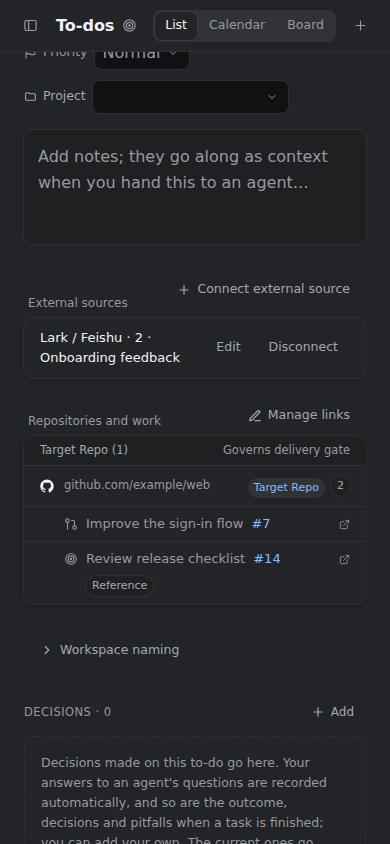 To-dos
List
Calendar
Board
Priority
Normal
Project
Add notes; they go along as context
when you hand this to an agent…
Connect external source
External sources
Lark / Feishu · 2 ·
Onboarding feedback
Edit
Disconnect
Manage links
Repositories and work
Target Repo (1)
Governs delivery gate
github.com/example/web
Target Repo
2
Improve the sign-in flow #7
Review release checklist #14
Reference
Workspace naming
DECISIONS · 0
Add
Decisions made on this to-do go here. Your
answers to an agent's questions are recorded
automatically, and so are the outcome,
decisions and pitfalls when a task is finished;
you can add your own. The current ones go